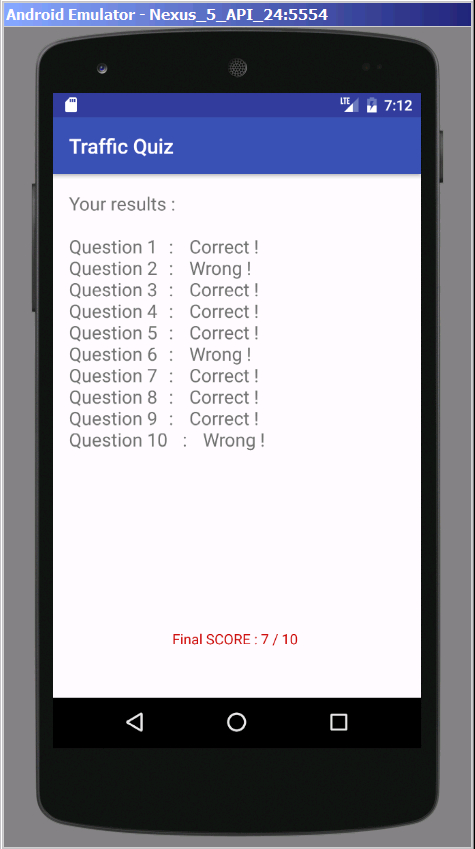 Android Emulator - Nexus_5_API_24:5554
LTE 7:12
Traffic Quiz
Your results :
Question 1 : Correct !
Question 2 : Wrong !
Question 3 : Correct !
Question 4 : Correct !
Question 5 : Correct !
Question 6 : Wrong !
Question 7 : Correct !
Question 8 : Correct !
Question 9 : Correct !
Question 10 : Wrong !
Final SCORE : 7 / 10